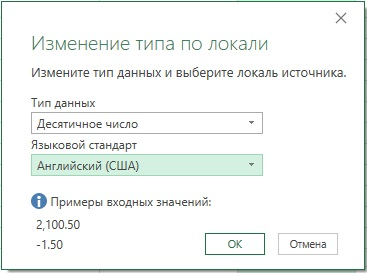 Изменение типа по локали
Измените тип данных и выберите локаль источника.
Тип данных
Десятичное число
Языковой стандарт
Английский (США)
Примеры входных значений:
2,100.50
-1.50
ОК Отмена